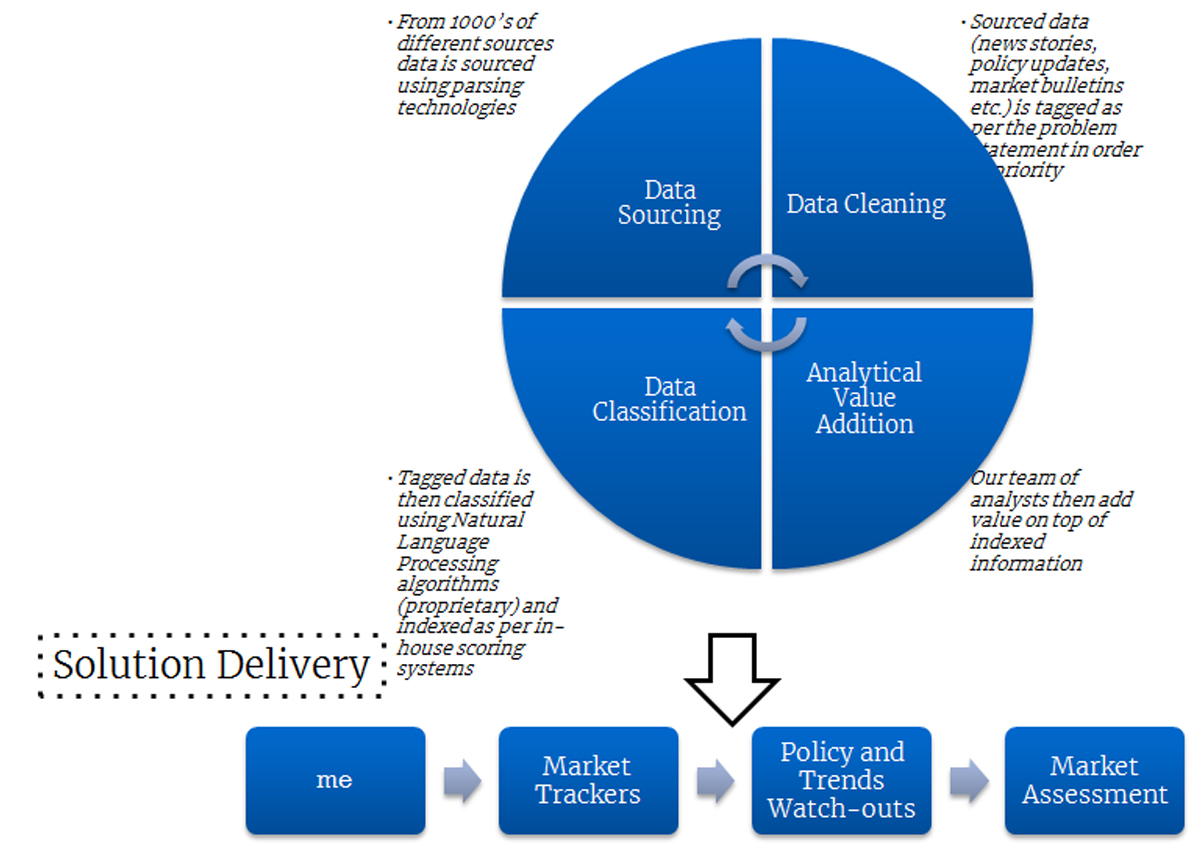 · From 1000's of
different sources
data is sourced
using parsing
technologies
· Sourced data
(news stories,
policy updates,
market bulletins
etc.) is tagged as
per the problem
tatement in order
priority
Data
Sourcing
Data Cleaning
Data
Classification
Analytical
Value
Addition
· Tagged data is
then classified
using Natural
Language
Processing
algorithms
(proprietary) and
indexed as per in-
house scoring
systems
Our team of
analysts then add
value on top of
indexed
information
Solution Delivery
me
Market
Trackers
Policy and
Trends
Watch-outs
Market
Assessment